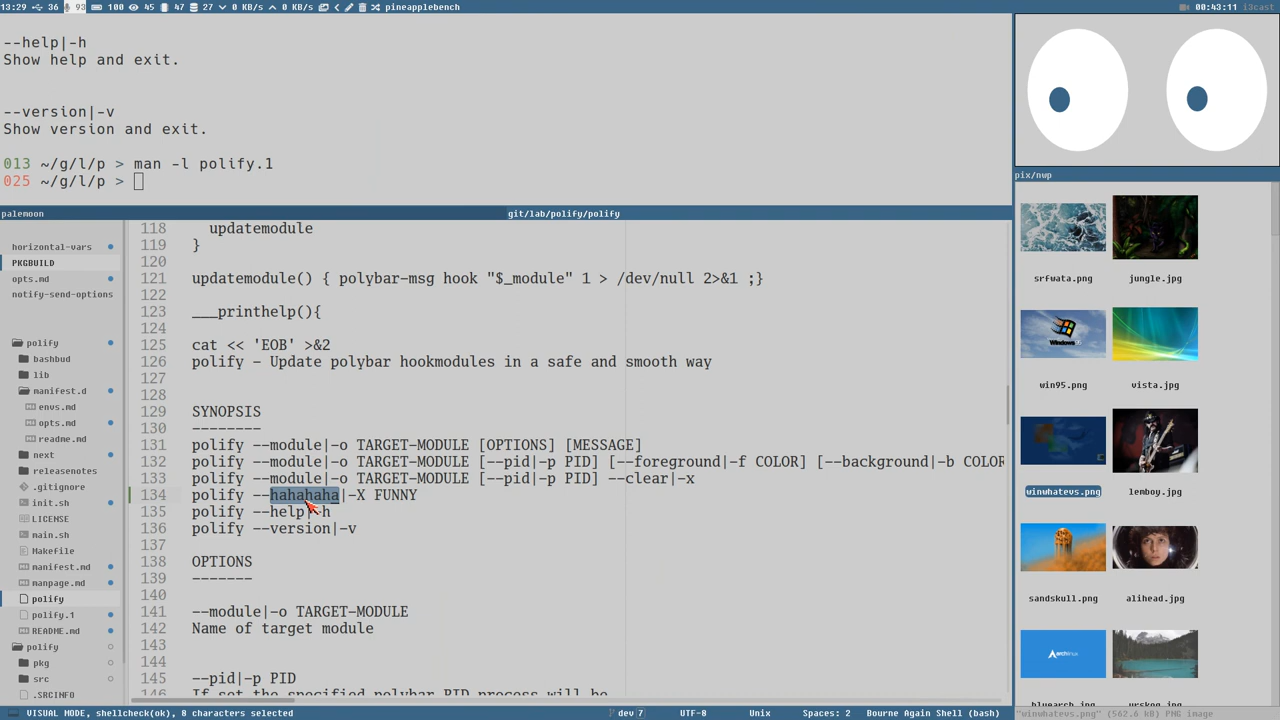 13:29 36 93 100 45 47 27 0 KB/s 0 KB/s pineapplebench
00:43:11 i3cast
--help|-h
Show help and exit.
--version|-v
Show version and exit.
013 ~/g/l/p > man -l polify.1
025 ~/g/l/p >
palemoon
git/lab/polify/polify
horizontal-vars
PKGBUILD
opts.md
notify-send-options
polify
bashbud
lib
manifest.d
envs.md
opts.md
readme.md
next
releasenotes
.gitignore
init.sh
LICENSE
main.sh
Makefile
manifest.md
manpage.md
polify
polify.1
README.md
polify
pkg
src
.SRCINFO
118 updatemodule
119 }
120
121 updatemodule() { polybar-msg hook "$_module" 1 > /dev/null 2>&1 ;}
122
123 ___printhelp(){
124
125 cat << 'EOB' >&2
126 polify - Update polybar hookmodules in a safe and smooth way
127
128
129 SYNOPSIS
130 --------
131 polify --module|-o TARGET-MODULE [OPTIONS] [MESSAGE]
132 polify --module|-o TARGET-MODULE [--pid|-p PID] [--foreground|-f COLOR] [--background|-b COLOR
133 polify --module|-o TARGET-MODULE [--pid|-p PID] --clear|-x
134 polify --hahahaha|-X FUNNY
135 polify --help|-h
136 polify --version|-v
137
138 OPTIONS
139 -------
140
141 --module|-o TARGET-MODULE
142 Name of target module
143
144
145 --pid|-p PID
146 If set the specified polybar PID process will be
pix/nwp
srfwata.png jungle.jpg
win95.png vista.jpg
winwhatevs.png lemboy.jpg
sandskull.png alihead.jpg
archlinux
bluearch.jpg urskog.jpg
VISUAL MODE, shellcheck(ok), 8 characters selected
dev 7
UTF-8
Unix
Spaces: 2
Bourne Again Shell (bash)
"winwhatevs.png" (562.6 kB) PNG image